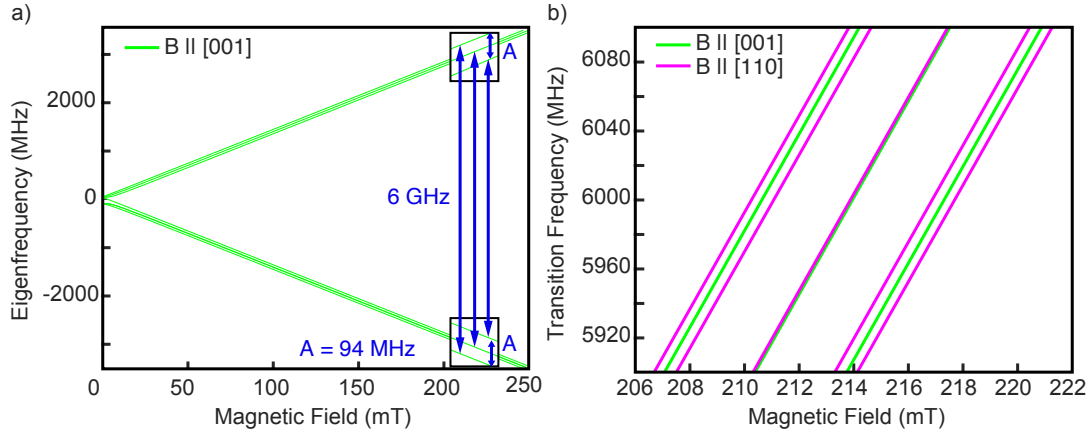 a)
B || [001]
A
2000
0
-2000
6 GHz
A = 94 MHz
A
0
50
100
150
200
250
Eigenfrequency (MHz)
Magnetic Field (mT)
b)
B || [001]
B || [110]
6080
6040
6000
5960
5920
206
208
210
212
214
216
218
220
222
Transition Frequency (MHz)
Magnetic Field (mT)